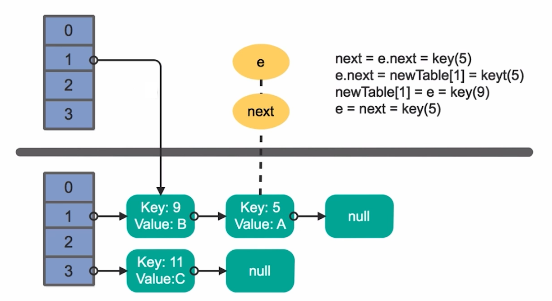 0
1
2
3
e
next
next = e.next = key(5)
e.next = newTable[1] = keyt(5)
newTable[1] = e = key(9)
e = next = key(5)
0
1
2
3
Key: 9
Value: B
Key: 5
Value: A
null
Key: 11
Value:C
null